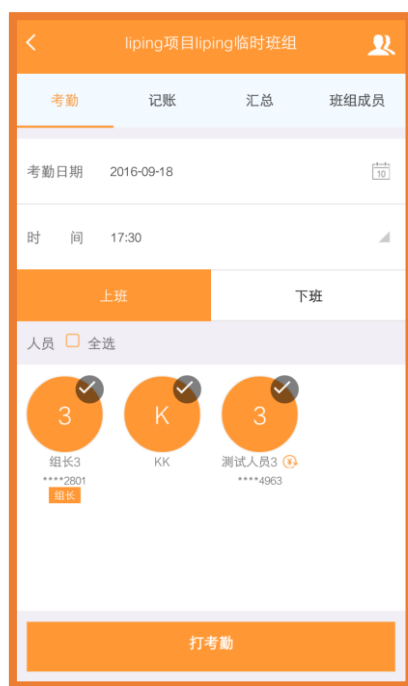 liping项目liping临时班组
考勤 记账 汇总 班组成员
考勤日期 2016-09-18 10
时 间 17:30
上班 下班
人员 全选
3 K 3
组长3 KK 测试人员3
****2801 ****4963
组长
打考勤